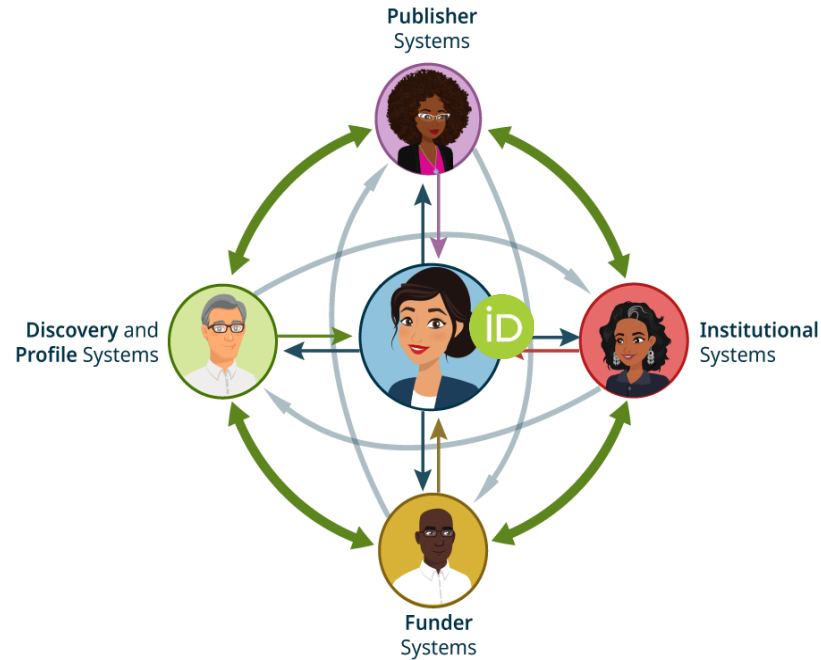 Publisher
Systems
Discovery and
Profile Systems
iD
Institutional
Systems
Funder
Systems